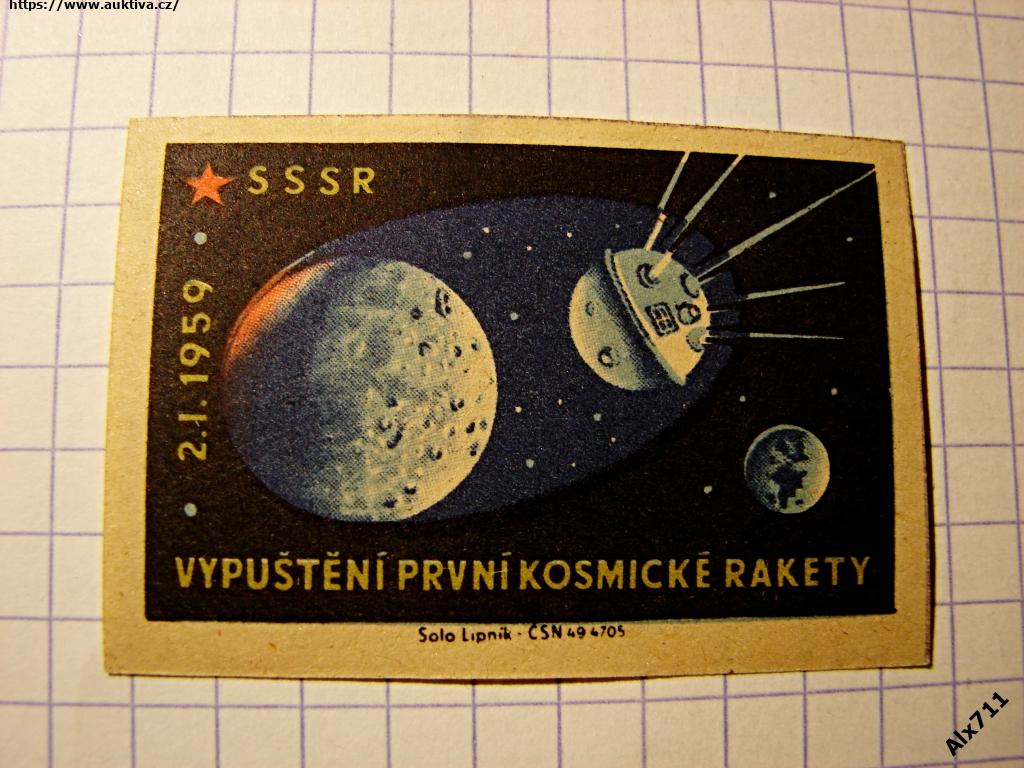 https://www.auktiva.cz/
SSSR
2.I.1959
VYPUŠTĚNÍ PRVNÍ KOSMICKÉ RAKETY
Solo Lipník · ČSN 49 4705
Alx711